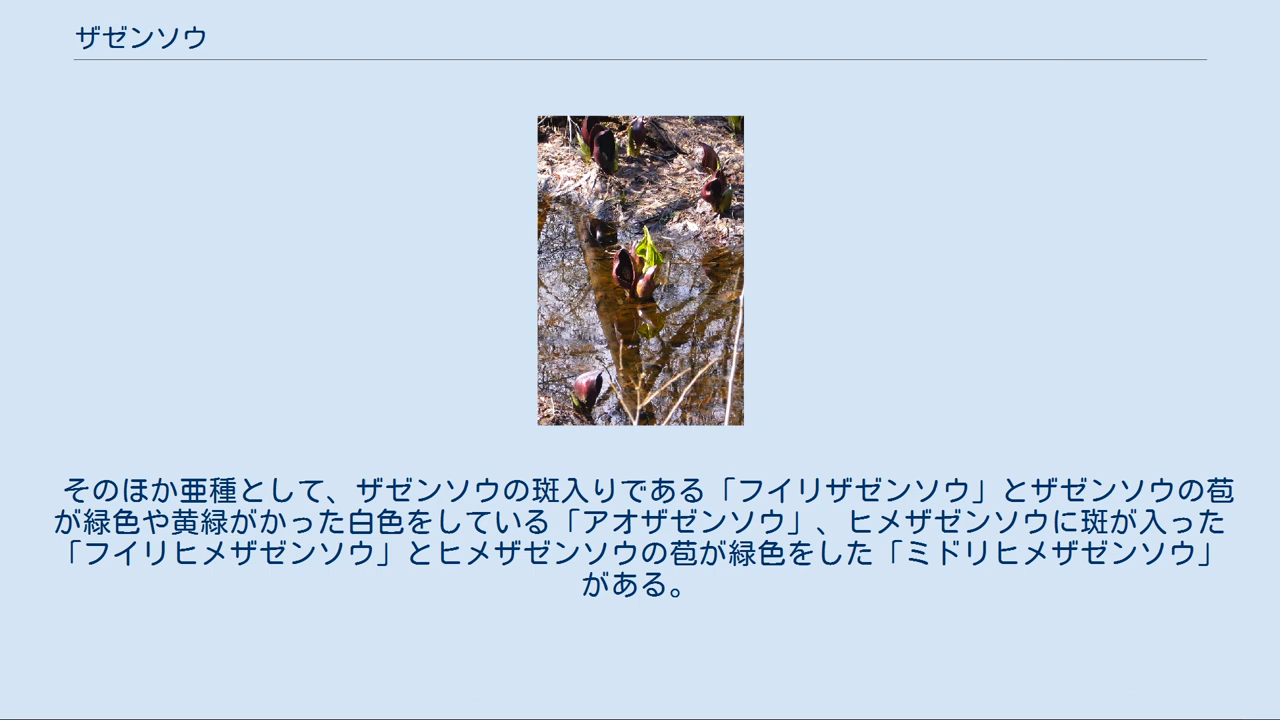 ザゼンソウ
そのほか亜種として、ザゼンソウの斑入りである「フイリザゼンソウ」とザゼンソウの苞
が緑色や黄緑がかった白色をしている「アオザゼンソウ」、ヒメザゼンソウに斑が入った
「フイリヒメザゼンソウ」とヒメザゼンソウの苞が緑色をした「ミドリヒメザゼンソウ」
がある。